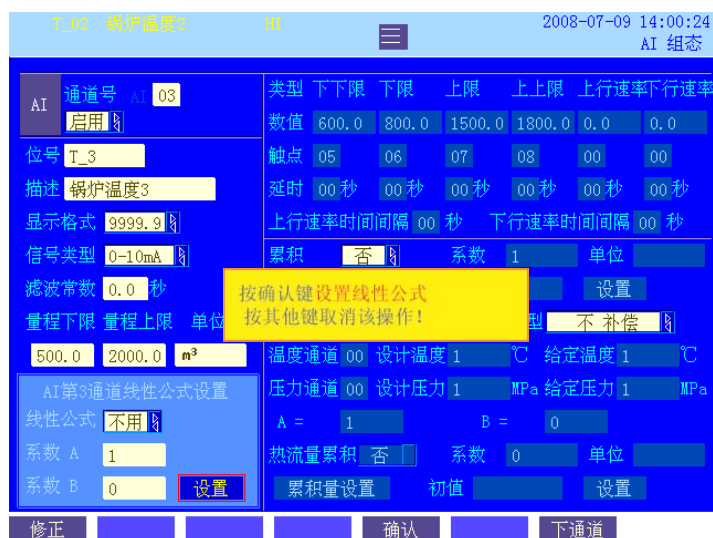 T_02 锅炉温度2 HI 2008-07-09 14:00:24
AI 组态
AI 通道号 AI 03
启用
位号 T_3
描述 锅炉温度3
显示格式 9999.9
信号类型 0-10mA
滤波常数 0.0 秒
量程下限 量程上限 单位
500.0 2000.0 m³
AI第3通道线性公式设置
线性公式 不用
系数 A 1
系数 B 0 设置
类型 下下限 下限 上限 上上限 上行速率下行速率
数值 600.0 800.0 1500.0 1800.0 0.0 0.0
触点 05 06 07 08 00 00
延时 00 秒 00 秒 00 秒 00 秒 00 秒 00 秒
上行速率时间间隔 00 秒 下行速率时间间隔 00 秒
累积 否 系数 1 单位
设置
按确认键设置线性公式
按其他键取消该操作!
型 不 补偿
温度通道 00 设计温度 1 ℃ 给定温度 1 ℃
压力通道 00 设计压力 1 MPa 给定压力 1 MPa
A = 1 B = 0
热流量累积 否 系数 0 单位
累积量设置 初值 设置
修正 确认 下通道